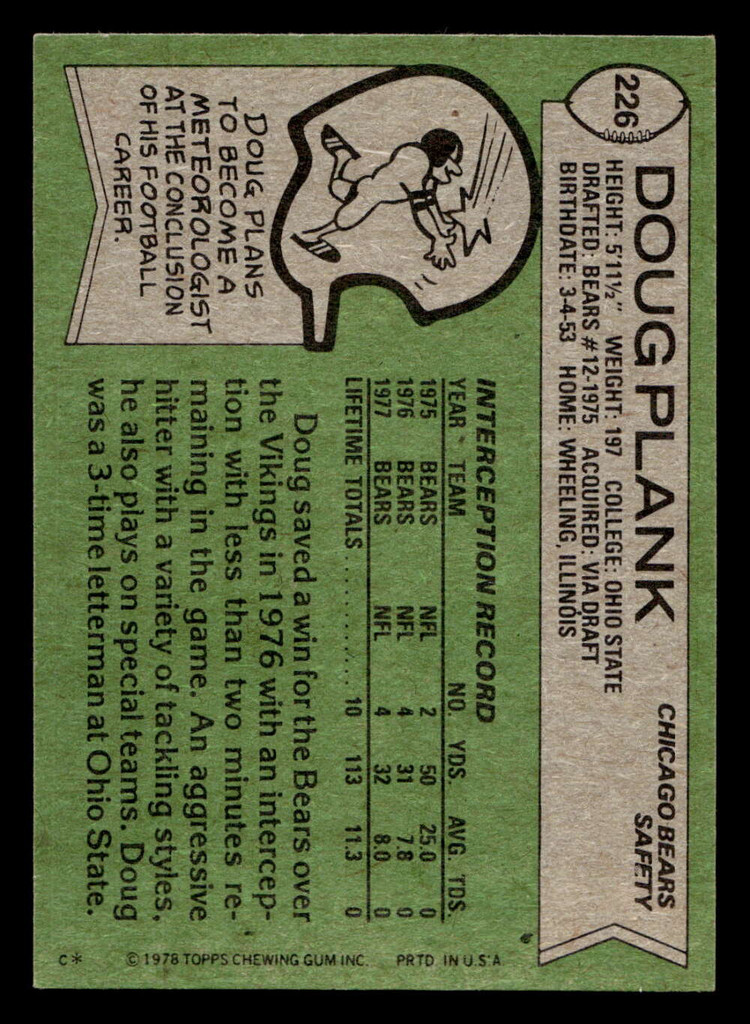 226
DOUG PLANK
CHICAGO BEARS
SAFETY
HEIGHT: 5'11½" WEIGHT: 197 COLLEGE: OHIO STATE
DRAFTED: BEARS #12-1975 ACQUIRED: VIA DRAFT
BIRTHDATE: 3-4-53 HOME: WHEELING, ILLINOIS
DOUG PLANS
TO BECOME A
METEOROLOGIST
AT THE CONCLUSION
OF HIS FOOTBALL
CAREER.
INTERCEPTION RECORD
YEAR TEAM NO. YDS. AVG. TDS.
1975 BEARS NFL 2 50 25.0 0
1976 BEARS NFL 4 31 7.8 0
1977 BEARS NFL 4 32 8.0 0
LIFETIME TOTALS.......... 10 113 11.3 0
Doug saved a win for the Bears over
the Vikings in 1976 with an intercep-
tion with less than two minutes re-
maining in the game. An aggressive
hitter with a variety of tackling styles,
he also plays on special teams. Doug
was a 3-time letterman at Ohio State.
C* © 1978 TOPPS CHEWING GUM INC. PRTD. IN U.S.A.